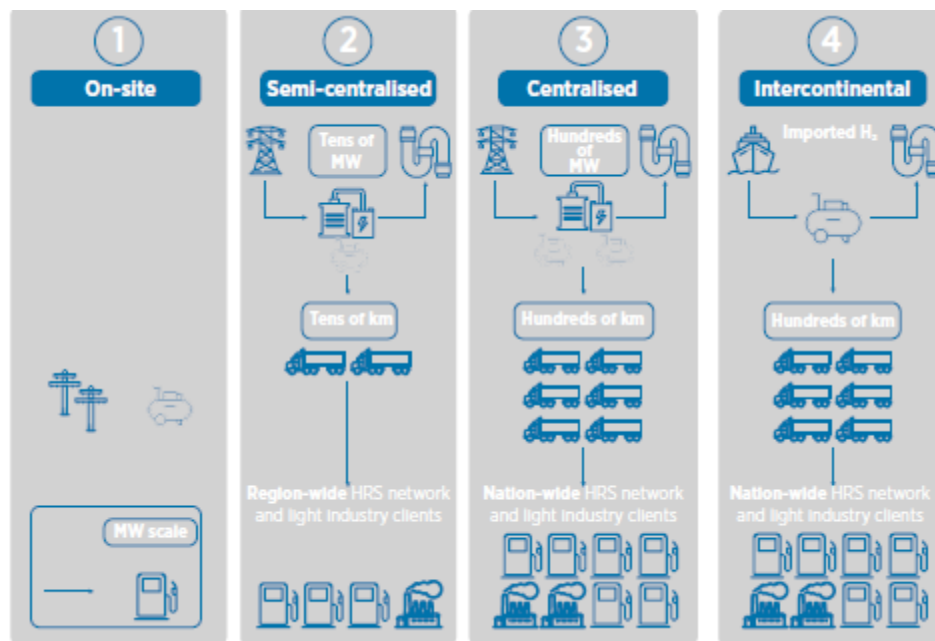 1
On-site
MW scale
2
Semi-centralised
Tens of
MW
Tens of km
Region-wide HRS network
and light industry clients
3
Centralised
Hundreds
of
MW
Hundreds of km
Nation-wide HRS network
and light industry clients
4
Intercontinental
Imported H₂
Hundreds of km
Nation-wide HRS network
and light industry clients